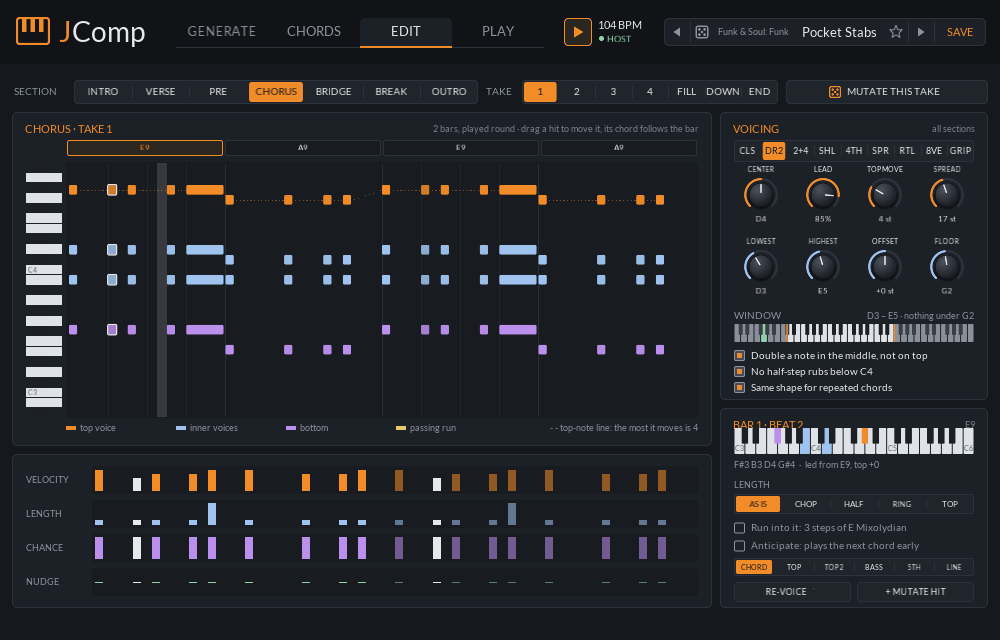 JComp GENERATE CHORDS EDIT PLAY 104 BPM HOST Funk & Soul: Funk Pocket Stabs SAVE
SECTION INTRO VERSE PRE CHORUS BRIDGE BREAK OUTRO TAKE 1 2 3 4 FILL DOWN END MUTATE THIS TAKE
CHORUS · TAKE 1 2 bars, played round · drag a hit to move it, its chord follows the bar
E9 A9 E9 A9
C4
C3
top voice inner voices bottom passing run - - top-note line: the most it moves is 4
VELOCITY
LENGTH
CHANCE
NUDGE
VOICING all sections
CLS DR2 2+4 SHL 4TH SPR RTL 8VE GRIP
CENTER LEAD TOPMOVE SPREAD
D4 85% 4 st 17 st
LOWEST HIGHEST OFFSET FLOOR
D3 E5 +0 st G2
WINDOW D3 – E5 · nothing under G2
Double a note in the middle, not on top
No half-step rubs below C4
Same shape for repeated chords
BAR 1 · BEAT 2 E9
C3 C4 C5 C6
F#3 B3 D4 G#4 · led from E9, top +0
LENGTH
AS IS CHOP HALF RING TOP
Run into it: 3 steps of E Mixolydian
Anticipate: plays the next chord early
CHORD TOP TOP2 BASS 5TH LINE
RE-VOICE + MUTATE HIT